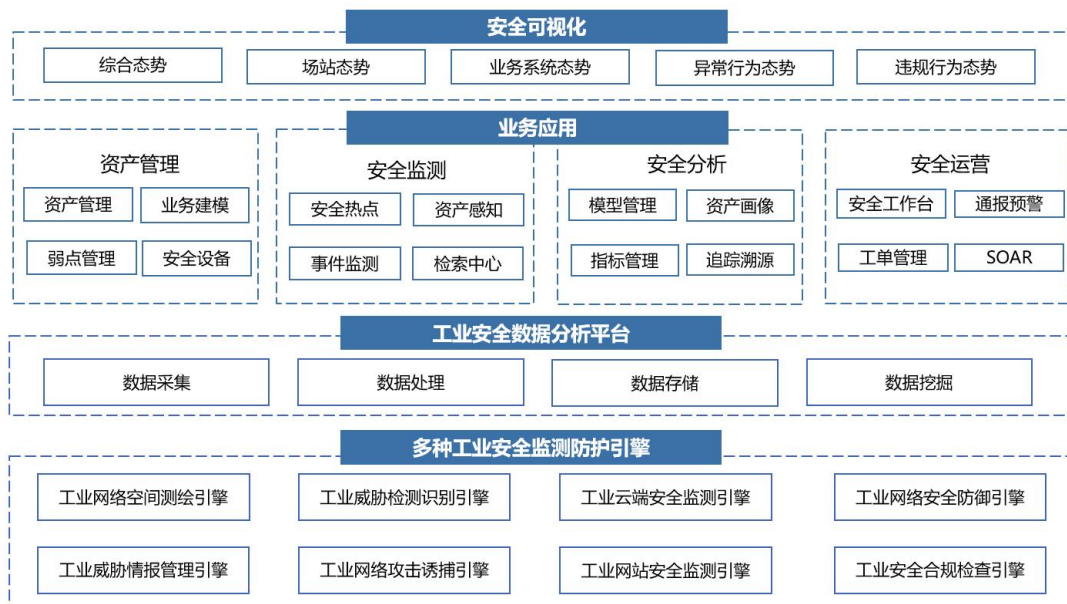 安全可视化
综合态势
场站态势
业务系统态势
异常行为态势
违规行为态势
业务应用
资产管理
资产管理
业务建模
弱点管理
安全设备
安全监测
安全热点
资产感知
事件监测
检索中心
安全分析
模型管理
资产画像
指标管理
追踪溯源
安全运营
安全工作台
通报预警
工单管理
SOAR
工业安全数据分析平台
数据采集
数据处理
数据存储
数据挖掘
多种工业安全监测防护引擎
工业网络空间测绘引擎
工业威胁检测识别引擎
工业云端安全监测引擎
工业网络安全防御引擎
工业威胁情报管理引擎
工业网络攻击诱捕引擎
工业网站安全监测引擎
工业安全合规检查引擎